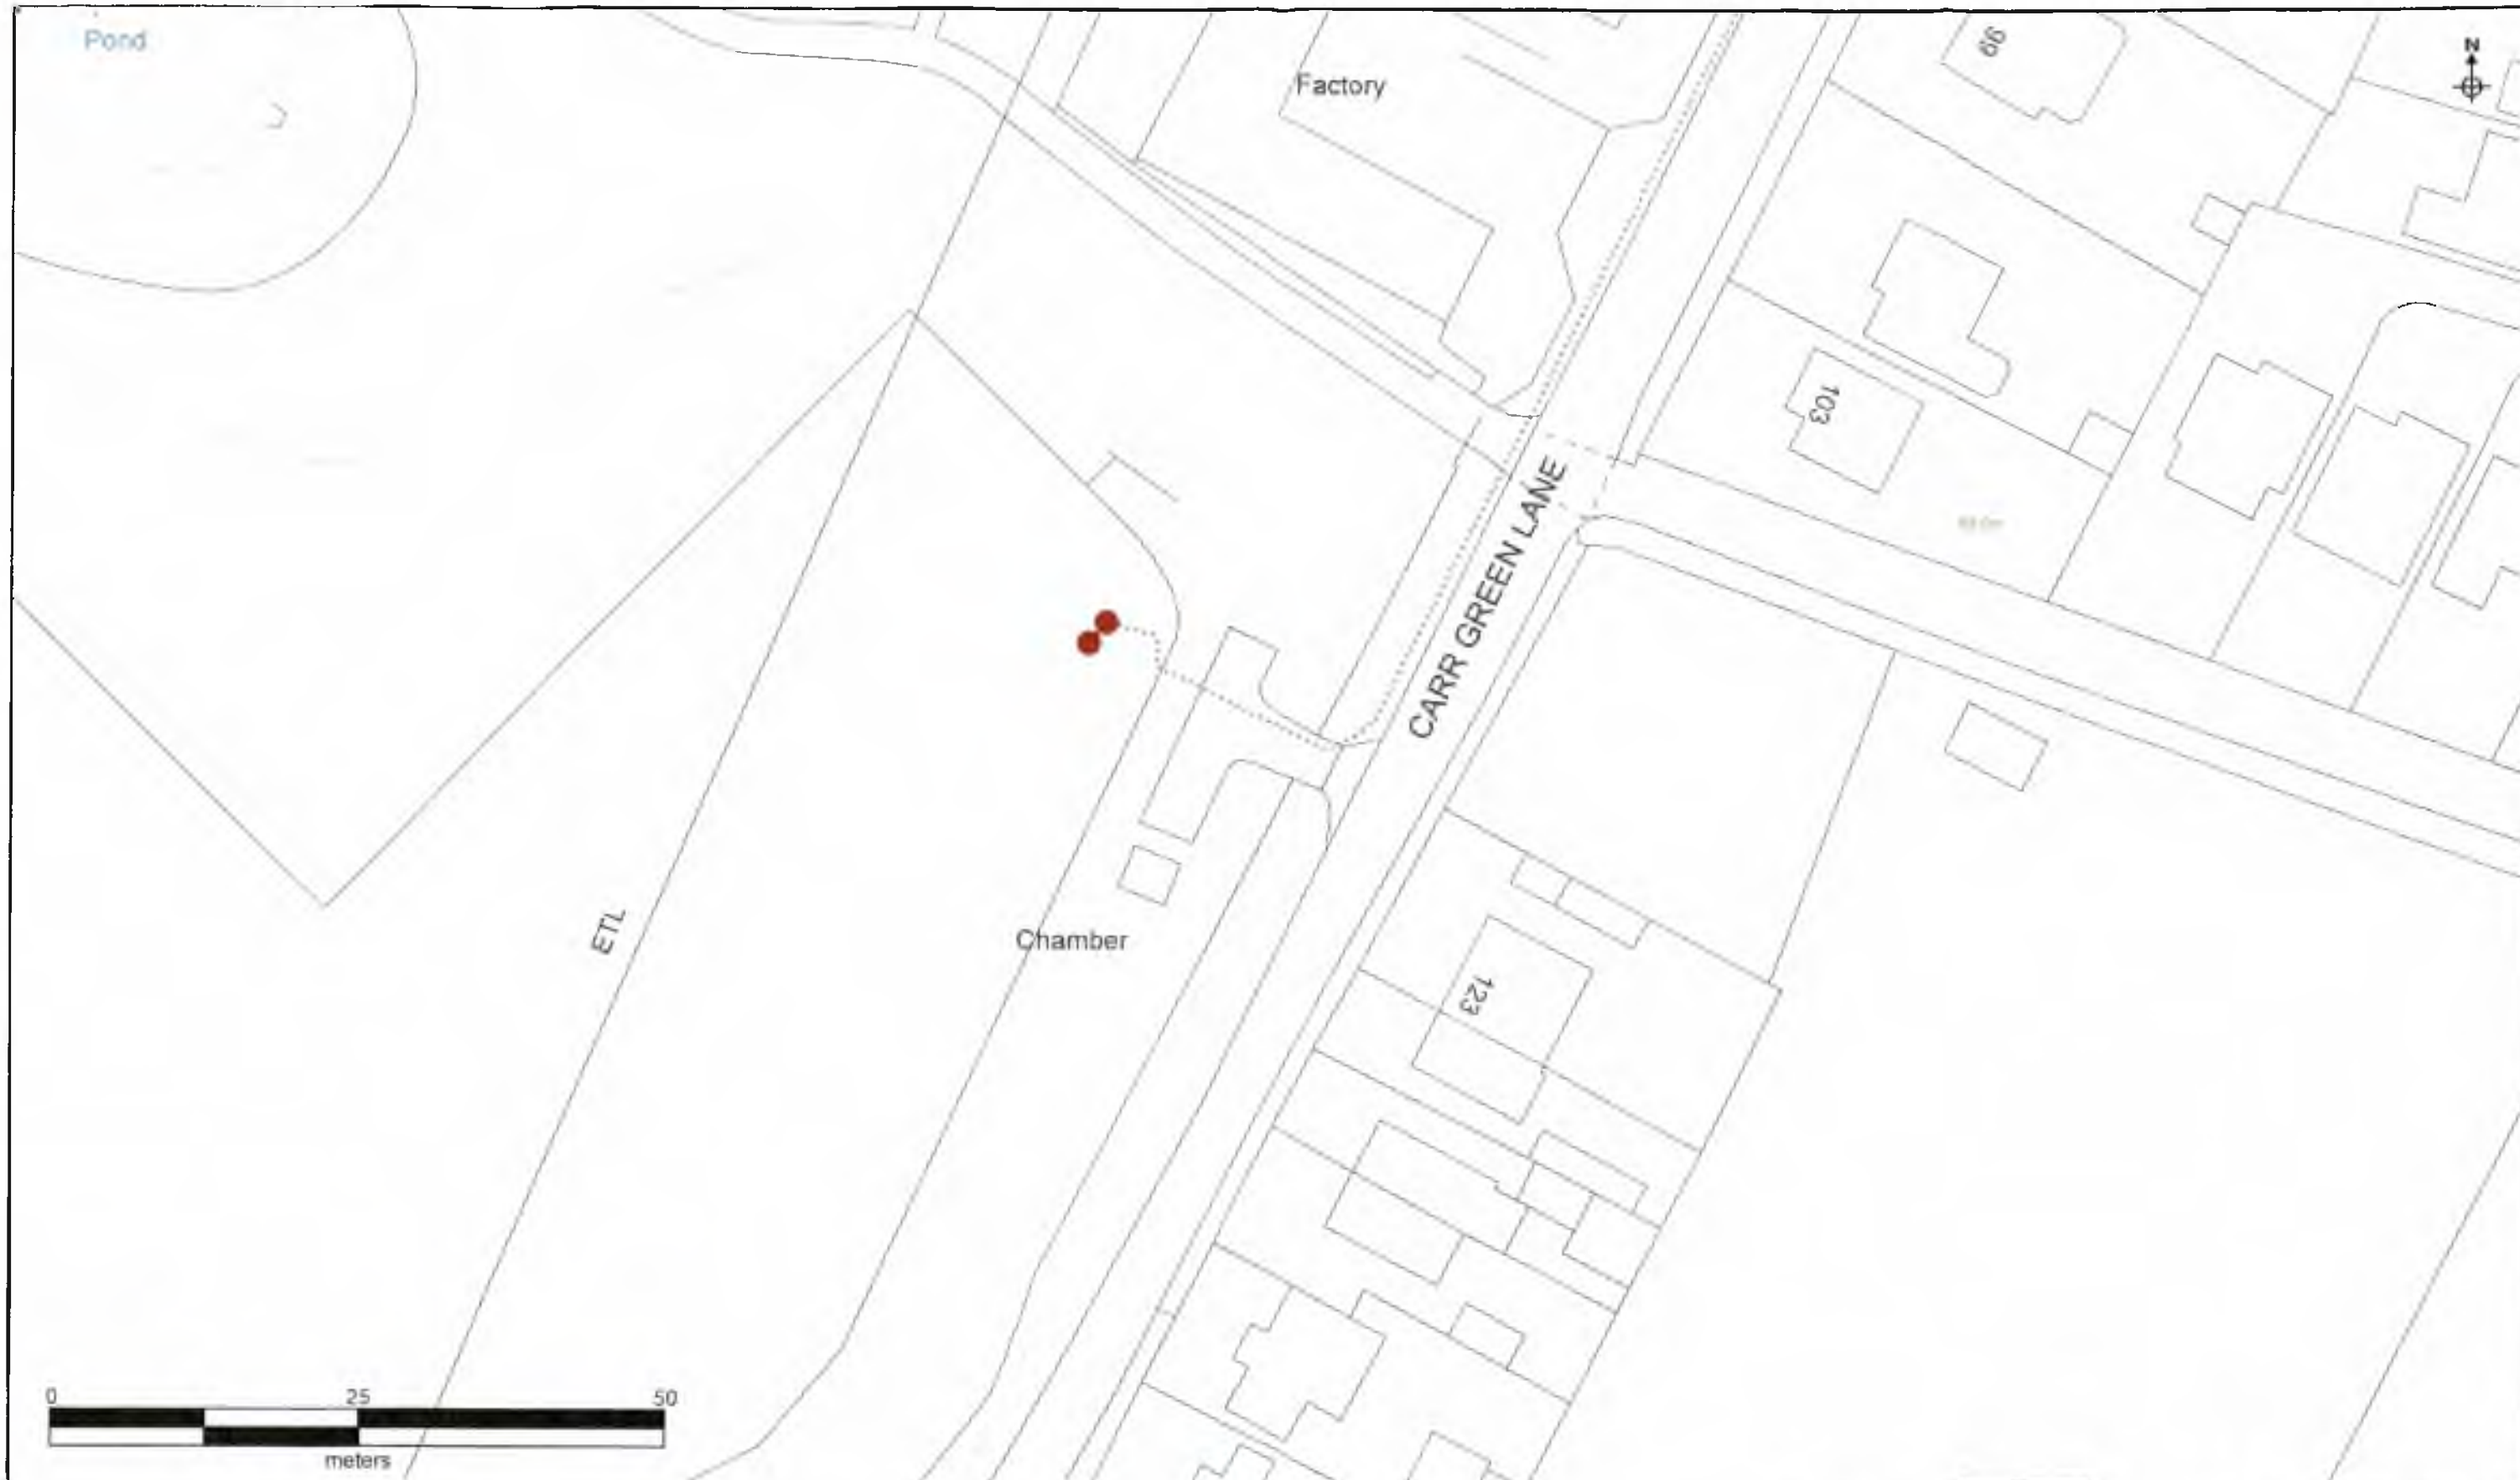 Pond
Factory
99
N
103
CARR GREEN LANE
ETL
Chamber
123
0 25 50
meters